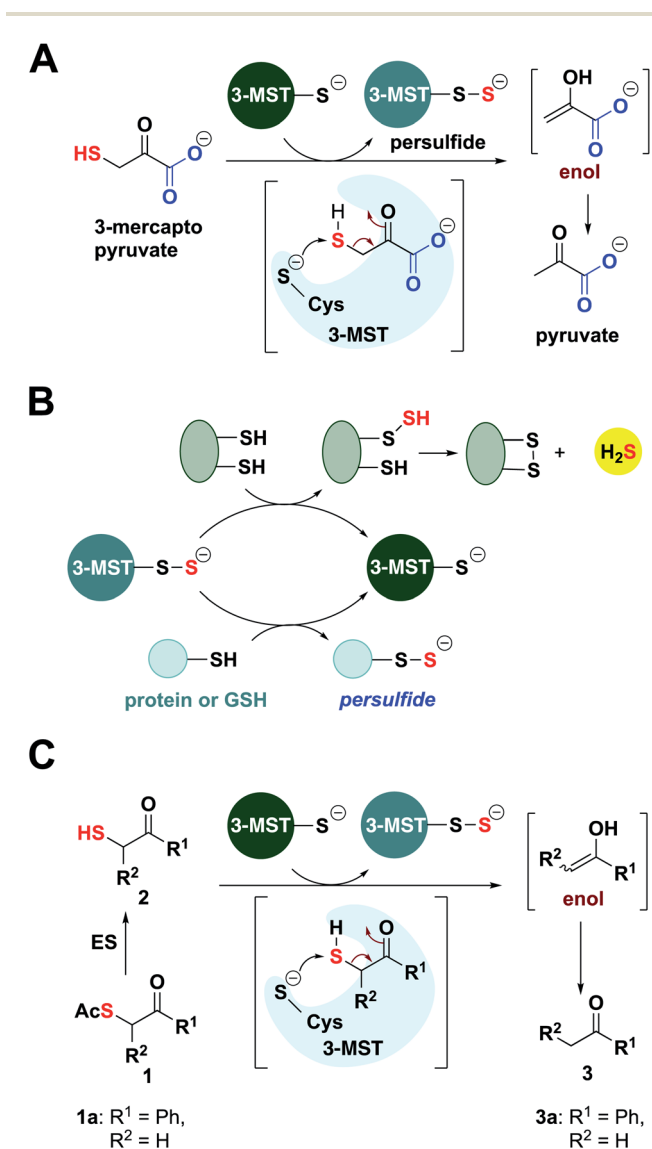 A
3-MST
S
⊖
3-MST
S
S
⊖
persulfide
HS
O
O
⊖
O
3-mercapto
pyruvate
OH
O
⊖
O
enol
H
S
O
O
⊖
O
⊖
S
Cys
3-MST
O
O
⊖
O
pyruvate
B
SH
SH
S
SH
SH
S
S
+
H2S
3-MST
S
S
⊖
3-MST
S
⊖
SH
S
S
⊖
protein or GSH
persulfide
C
HS
O
R1
R2
2
3-MST
S
⊖
3-MST
S
S
⊖
OH
R2
R1
enol
ES
H
S
O
R1
R2
⊖
S
Cys
3-MST
AcS
O
R1
R2
1
O
R2
R1
3
1a: R1 = Ph,
R2 = H
3a: R1 = Ph,
R2 = H